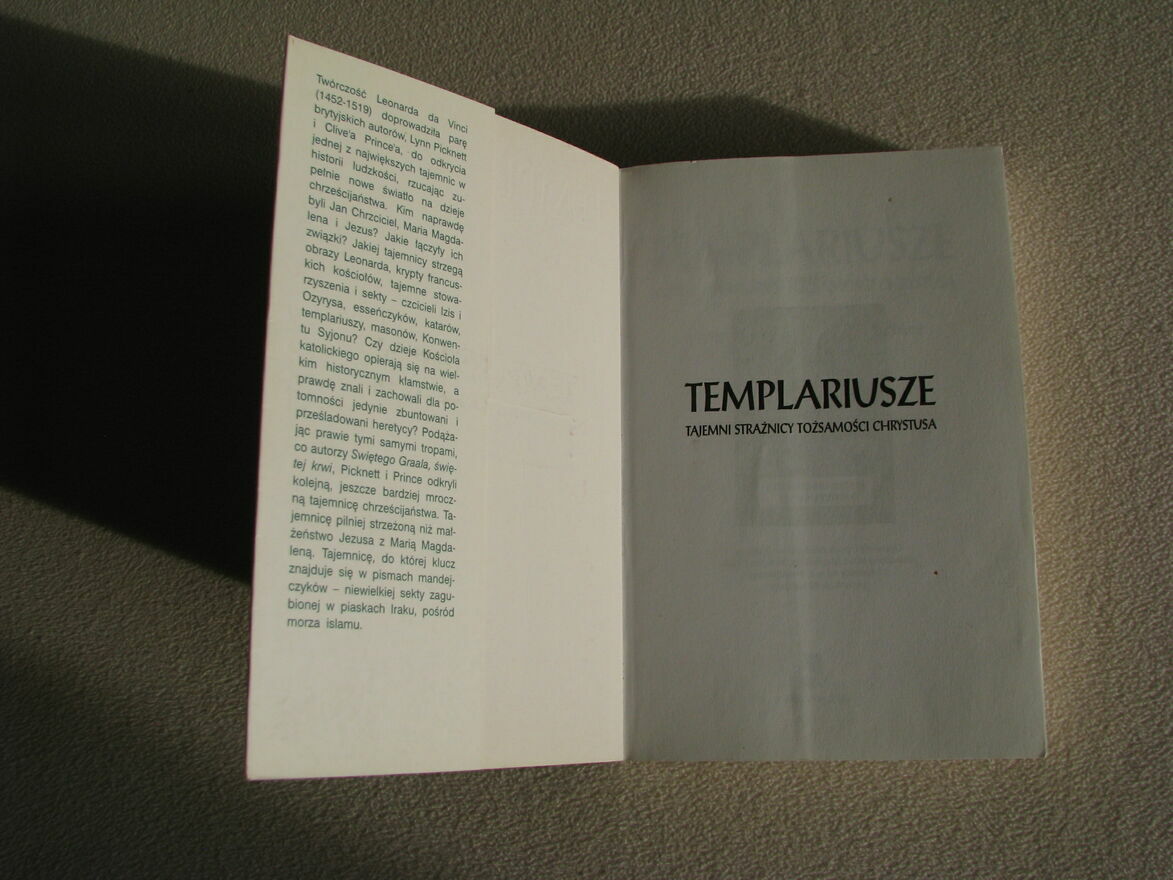 Twórczość Leonarda da Vinci
(1452-1519) doprowadziła parę
brytyjskich autorów, Lynn Picknett
i Clive'a Prince'a, do odkrycia
jednej z największych tajemnic w
historii ludzkości, rzucając zu-
pełnie nowe światło na dzieje
chrześcijaństwa. Kim naprawdę
byli Jan Chrzciciel, Maria Magda-
lena i Jezus? Jakie łączyły ich
związki? Jakiej tajemnicy strzegą
obrazy Leonarda, krypty francus-
kich kościołów, tajemne stowa-
rzyszenia i sekty – czcicieli Izis i
Ozyrysa, esseńczyków, katarów,
templariuszy, masonów, Konwen-
tu Syjonu? Czy dzieje Kościoła
katolickiego opierają się na wiel-
kim historycznym kłamstwie, a
prawdę znali i zachowali dla po-
tomności jedynie zbuntowani i
prześladowani heretycy? Podąża-
jąc prawie tymi samymi tropami,
co autorzy Świętego Graala, świę-
tej krwi, Picknett i Prince odkryli
kolejną, jeszcze bardziej mrocz-
ną tajemnicę chrześcijaństwa. Ta-
jemnicę pilniej strzeżoną niż mał-
żeństwo Jezusa z Marią Magda-
leną. Tajemnicę, do której klucz
znajduje się w pismach mandej-
czyków – niewielkiej sekty zagu-
bionej w piaskach Iraku, pośród
morza islamu.
TEMPLARIUSZE
TAJEMNI STRAŻNICY TOŻSAMOŚCI CHRYSTUSA